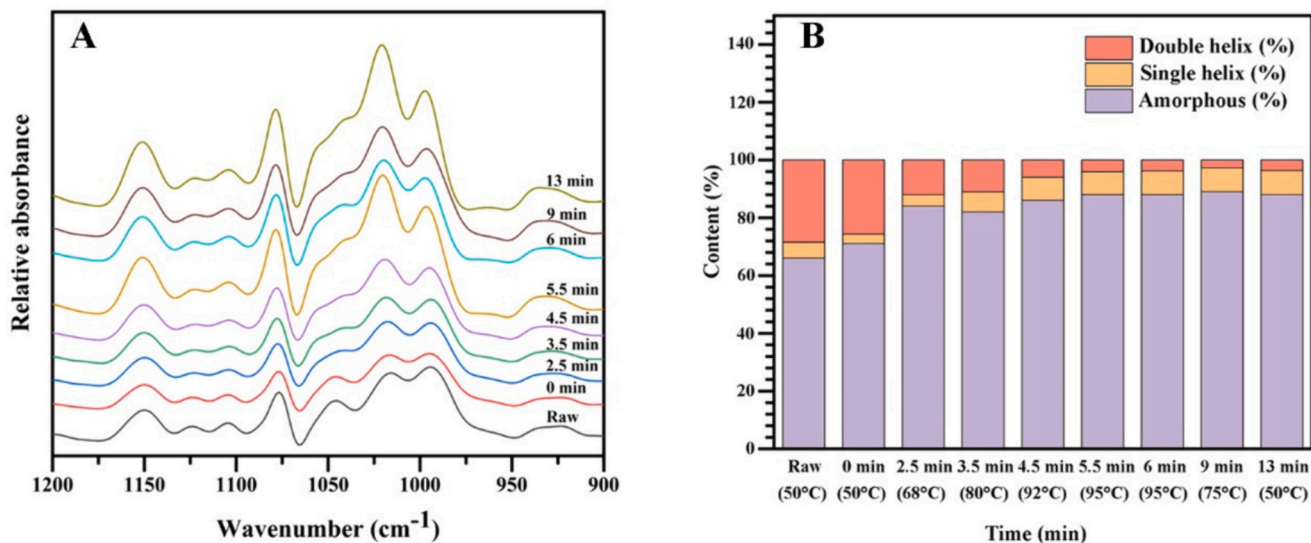 A
Relative absorbance
13 min
9 min
6 min
5.5 min
4.5 min
3.5 min
2.5 min
0 min
Raw
1200 1150 1100 1050 1000 950 900
Wavenumber (cm⁻¹)
B
Double helix (%)
Single helix (%)
Amorphous (%)
Content (%)
140
120
100
80
60
40
20
0
Raw 0 min 2.5 min 3.5 min 4.5 min 5.5 min 6 min 9 min 13 min
(50°C) (50°C) (68°C) (80°C) (92°C) (95°C) (95°C) (75°C) (50°C)
Time (min)